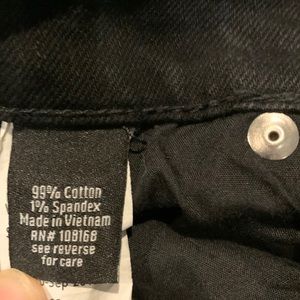 99% Cotton
1% Spandex
Made in Vietnam
RN# 108168
see reverse
for care